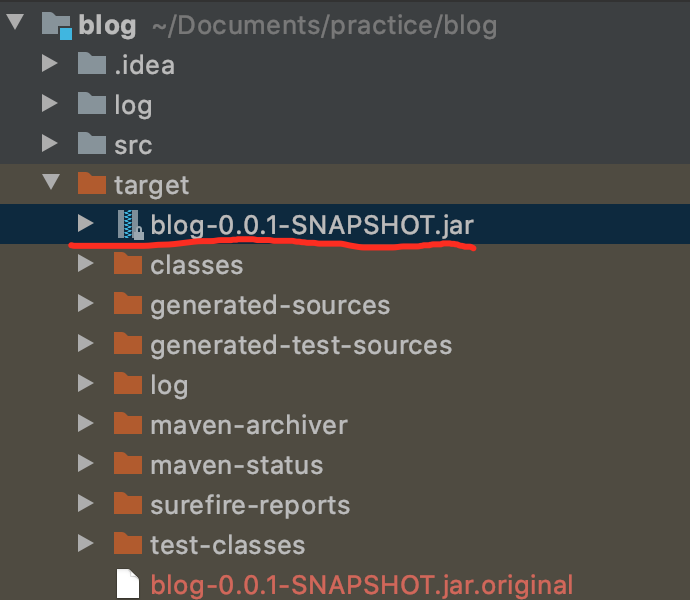 blog ~/Documents/practice/blog
.idea
log
src
target
blog-0.0.1-SNAPSHOT.jar
classes
generated-sources
generated-test-sources
log
maven-archiver
maven-status
surefire-reports
test-classes
blog-0.0.1-SNAPSHOT.jar.original